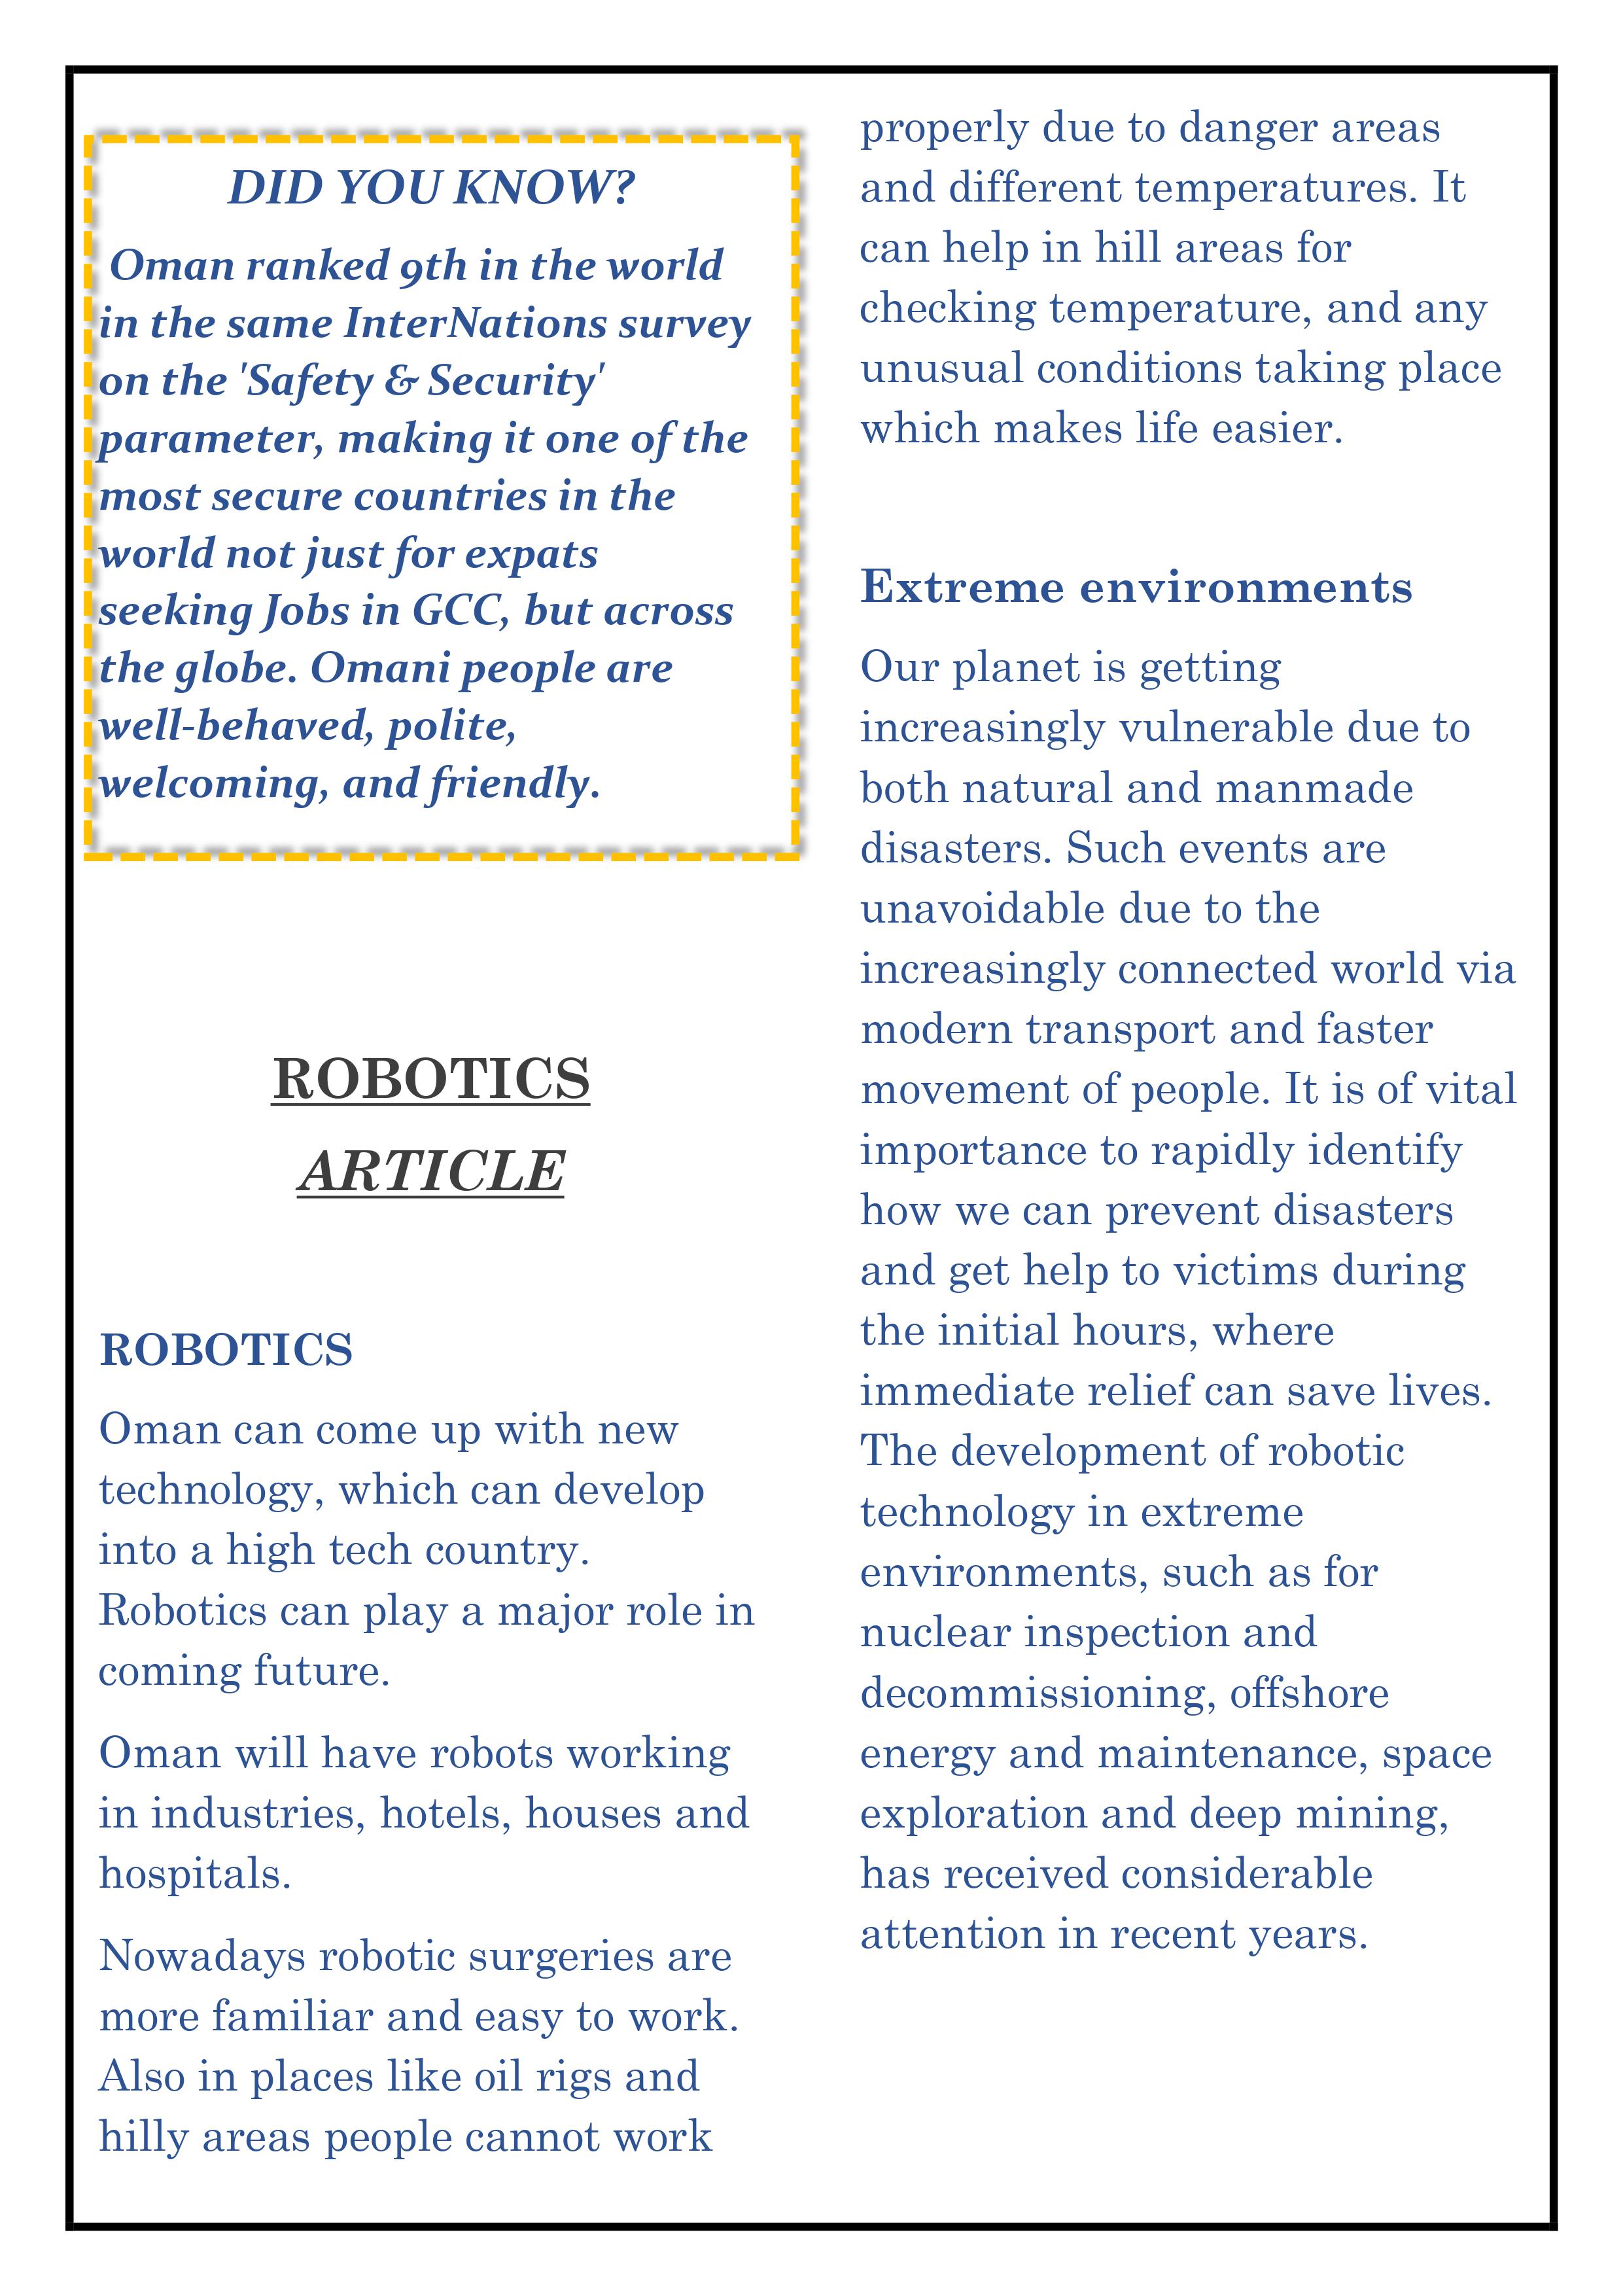 DID YOU KNOW?
Oman ranked 9th in the world
in the same InterNations survey
on the 'Safety & Security'
parameter, making it one of the
most secure countries in the
world not just for expats
seeking Jobs in GCC, but across
the globe. Omani people are
well-behaved, polite,
welcoming, and friendly.
ROBOTICS
ARTICLE
ROBOTICS
Oman can come up with new
technology, which can develop
into a high tech country.
Robotics can play a major role in
coming future.
Oman will have robots working
in industries, hotels, houses and
hospitals.
Nowadays robotic surgeries are
more familiar and easy to work.
Also in places like oil rigs and
hilly areas people cannot work
properly due to danger areas
and different temperatures. It
can help in hill areas for
checking temperature, and any
unusual conditions taking place
which makes life easier.
Extreme environments
Our planet is getting
increasingly vulnerable due to
both natural and manmade
disasters. Such events are
unavoidable due to the
increasingly connected world via
modern transport and faster
movement of people. It is of vital
importance to rapidly identify
how we can prevent disasters
and get help to victims during
the initial hours, where
immediate relief can save lives.
The development of robotic
technology in extreme
environments, such as for
nuclear inspection and
decommissioning, offshore
energy and maintenance, space
exploration and deep mining,
has received considerable
attention in recent years.